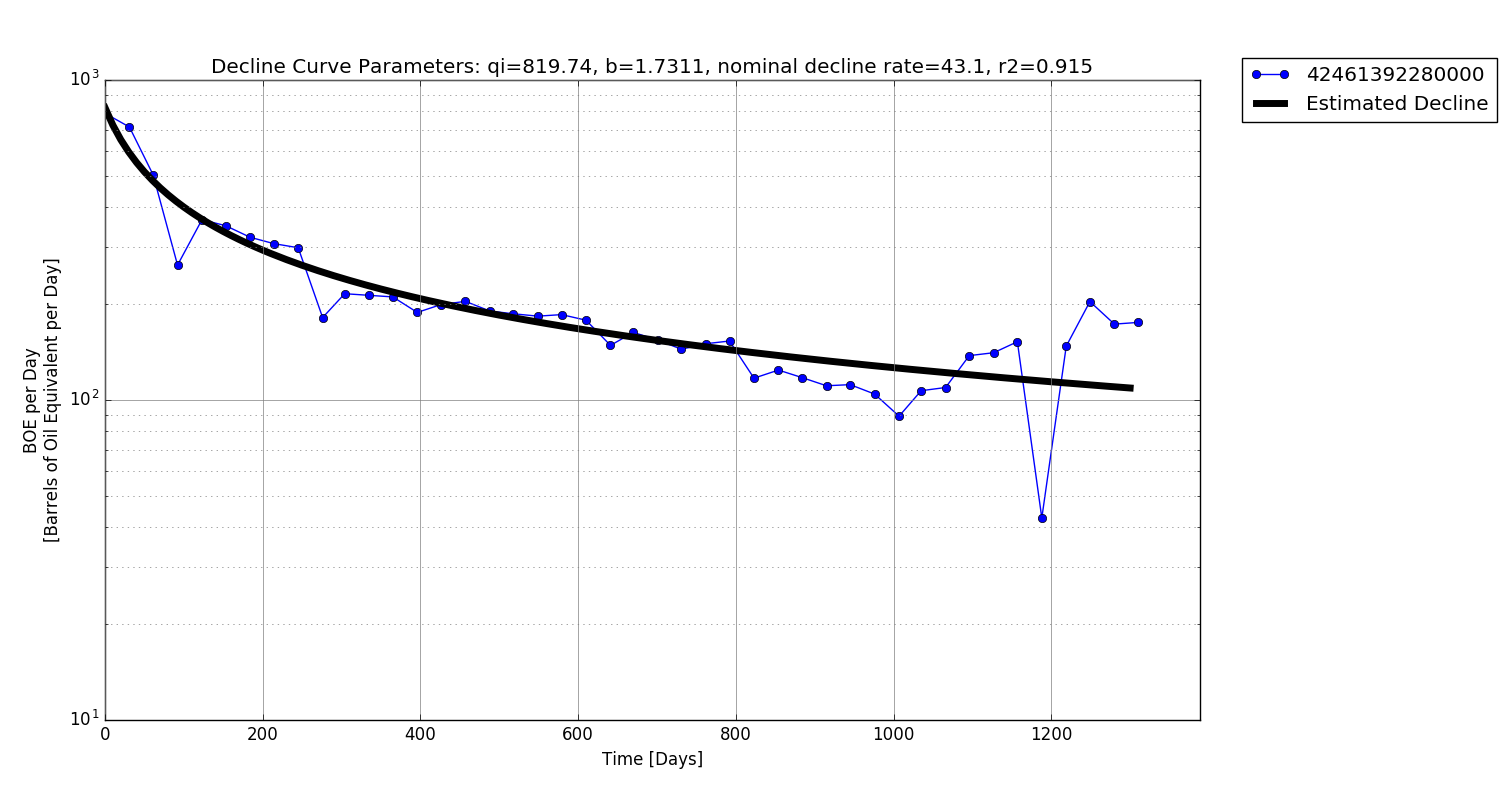 Decline Curve Parameters: qi=819.74, b=1.7311, nominal decline rate=43.1, r2=0.915
42461392280000
Estimated Decline
BOE per Day
[Barrels of Oil Equivalent per Day]
10³
10²
10¹
0 200 400 600 800 1000 1200
Time [Days]